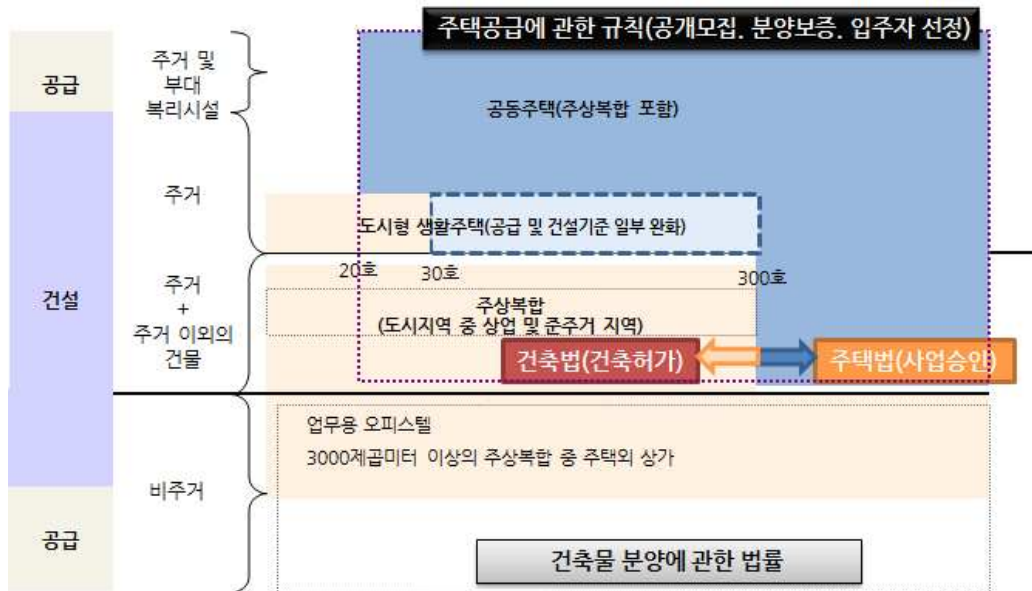 주택공급에 관한 규칙(공개모집. 분양보증. 입주자 선정)
공급
주거 및
부대
복리시설
공동주택(주상복합 포함)
주거
도시형 생활주택(공급 및 건설기준 일부 완화)
20호
30호
300호
건설
주거
+
주거 이외의
건물
주상복합
(도시지역 중 상업 및 준주거 지역)
건축법(건축허가)
주택법(사업승인)
업무용 오피스텔
3000제곱미터 이상의 주상복합 중 주택외 상가
비주거
공급
건축물 분양에 관한 법률